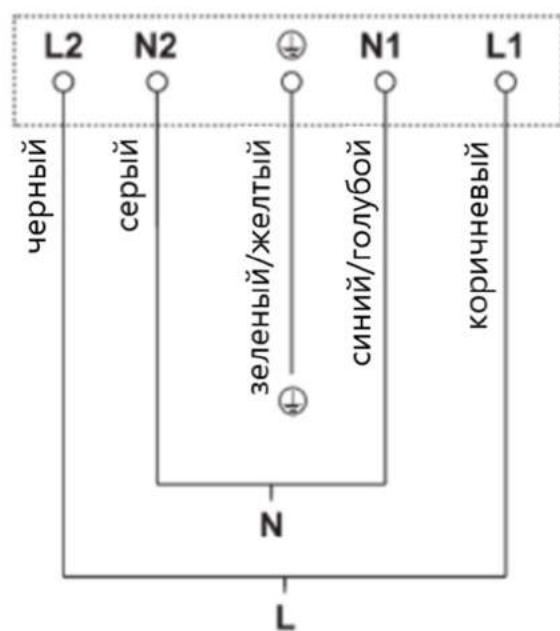 L2 N2 N1 L1
черный
серый
зеленый/желтый
синий/голубой
коричневый
N
L